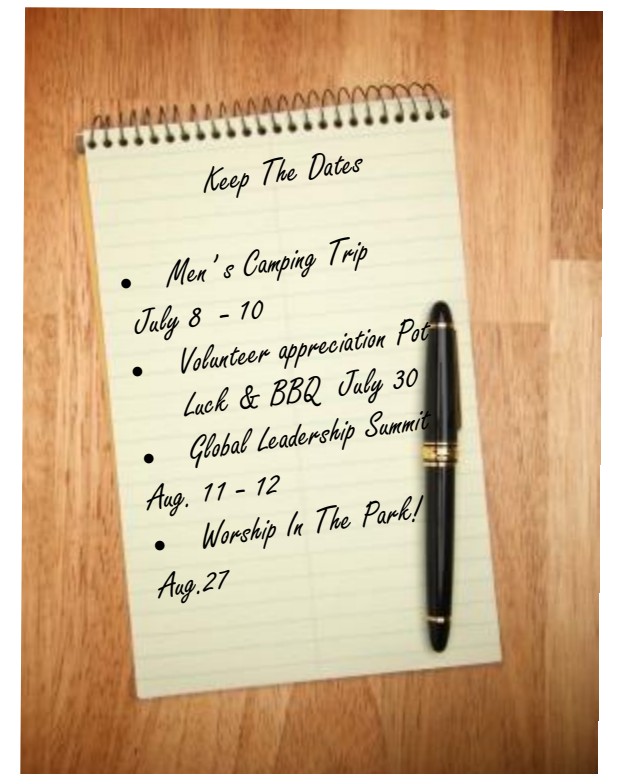 Keep The Dates
• Men's Camping Trip
July 8 - 10
• Volunteer appreciation Pot
Luck & BBQ July 30
• Global Leadership Summit
Aug. 11 - 12
• Worship In The Park!
Aug.27